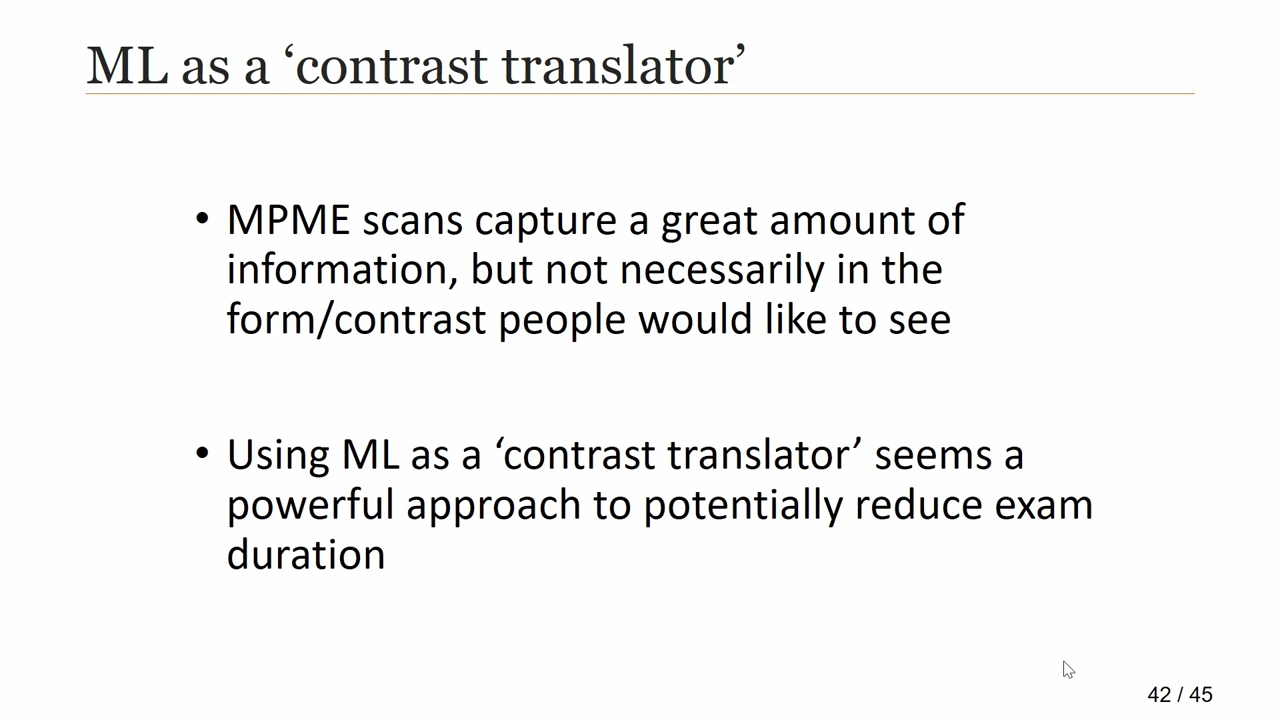 ML as a ‘contrast translator’
• MPME scans capture a great amount of
information, but not necessarily in the
form/contrast people would like to see
• Using ML as a ‘contrast translator’ seems a
powerful approach to potentially reduce exam
duration
42 / 45